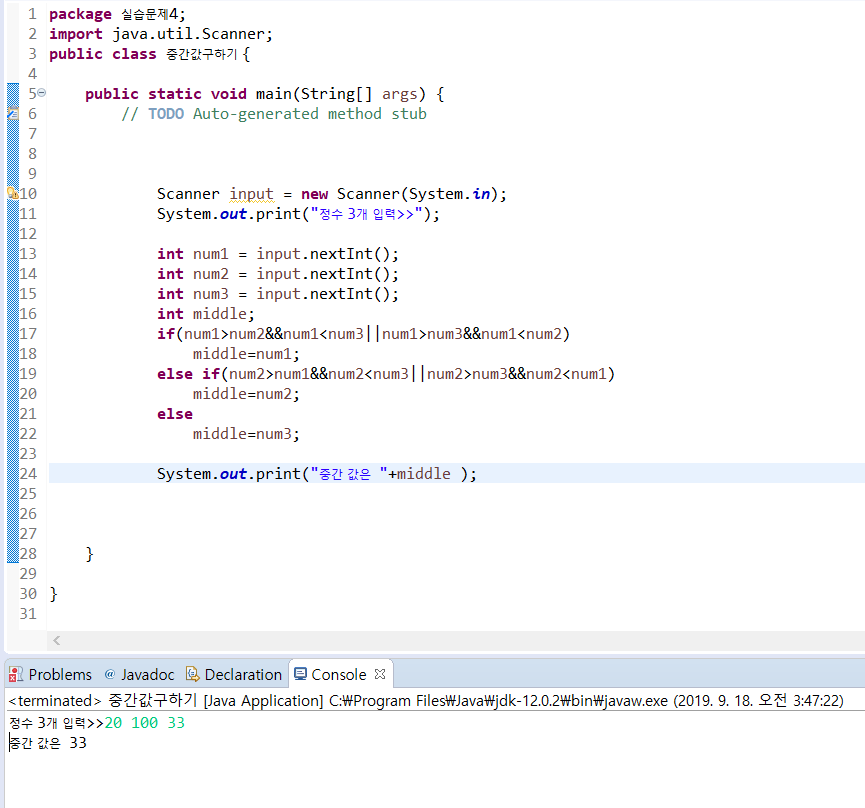 1 package 실습문제4;
2 import java.util.Scanner;
3 public class 중간값구하기 {
4
5 public static void main(String[] args) {
6 // TODO Auto-generated method stub
7
8
9
10 Scanner input = new Scanner(System.in);
11 System.out.print("정수 3개 입력>>");
12
13 int num1 = input.nextInt();
14 int num2 = input.nextInt();
15 int num3 = input.nextInt();
16 int middle;
17 if(num1>num2&&num1<num3||num1>num3&&num1<num2)
18 middle=num1;
19 else if(num2>num1&&num2<num3||num2>num3&&num2<num1)
20 middle=num2;
21 else
22 middle=num3;
23
24 System.out.print("중간 값은 "+middle );
25
26
27
28 }
29
30 }
31
Problems @ Javadoc Declaration Console
<terminated> 중간값구하기 [Java Application] C:₩Program Files₩Java₩jdk-12.0.2₩bin₩javaw.exe (2019. 9. 18. 오전 3:47:22)
정수 3개 입력>>20 100 33
중간 값은 33